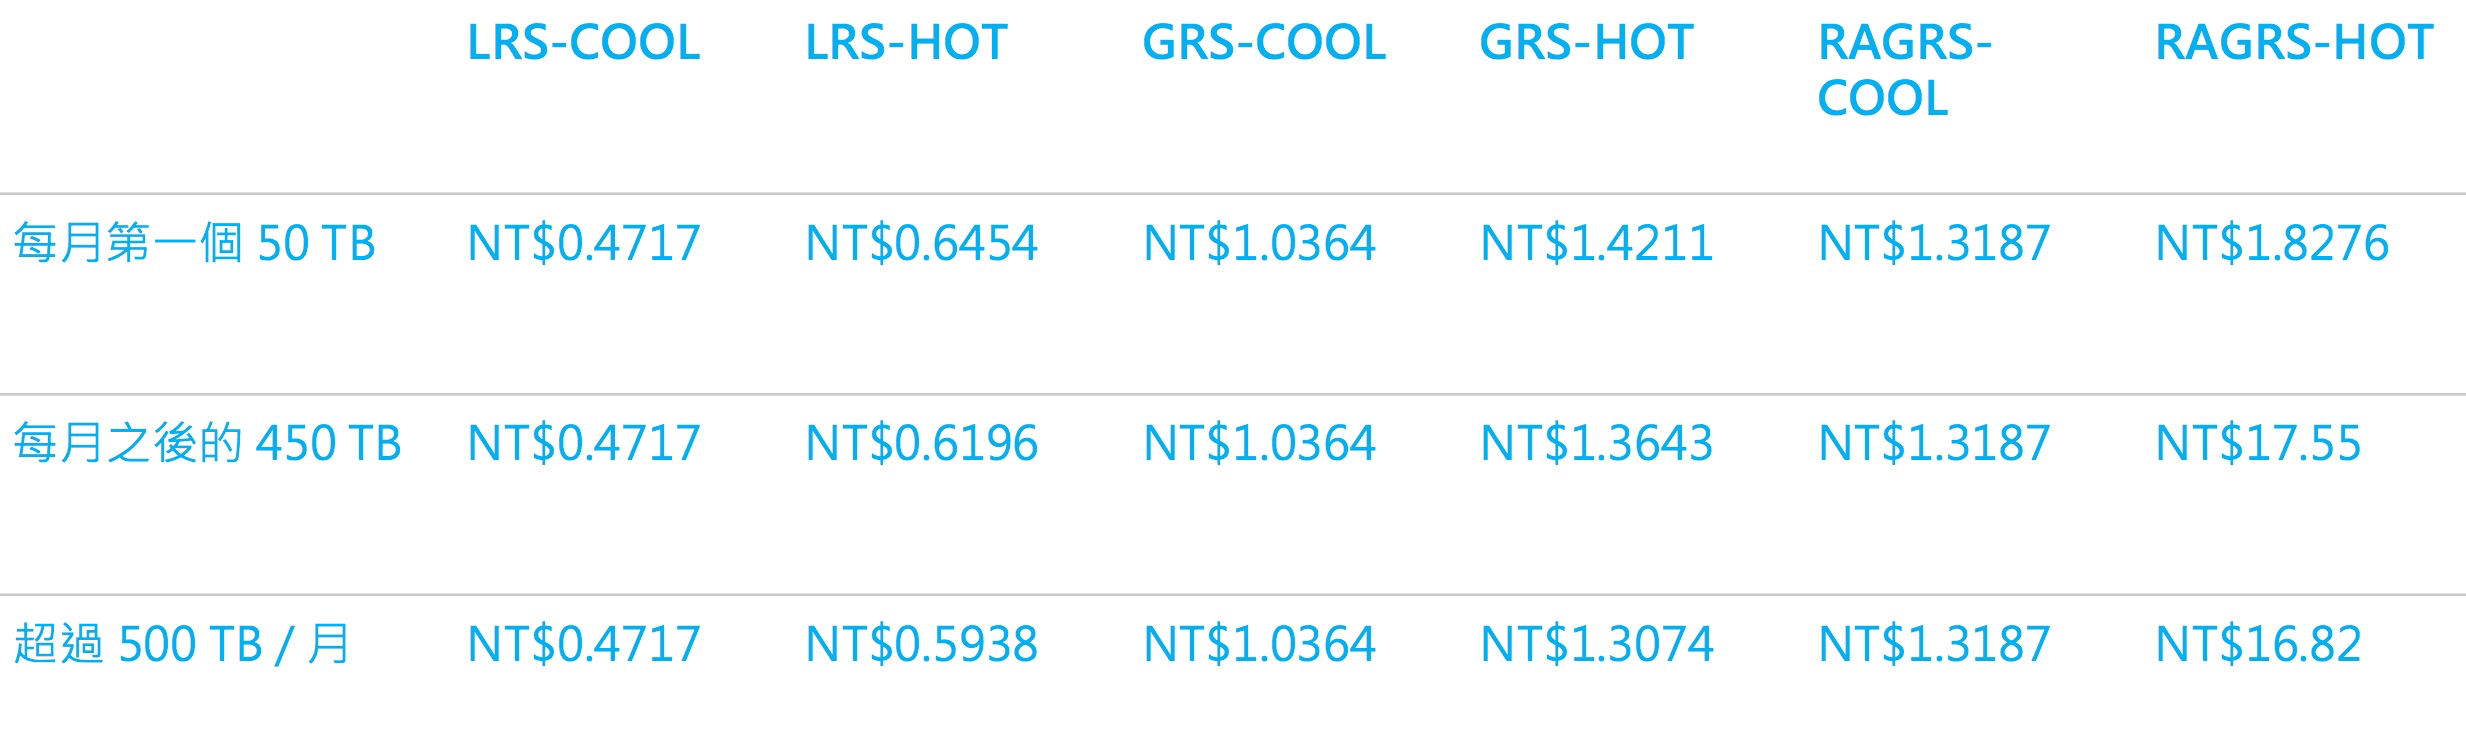 LRS-COOL LRS-HOT GRS-COOL GRS-HOT RAGRS- RAGRS-HOT
COOL
每月第一個 50 TB NT$0.4717 NT$0.6454 NT$1.0364 NT$1.4211 NT$1.3187 NT$1.8276
每月之後的 450 TB NT$0.4717 NT$0.6196 NT$1.0364 NT$1.3643 NT$1.3187 NT$17.55
超過 500 TB / 月 NT$0.4717 NT$0.5938 NT$1.0364 NT$1.3074 NT$1.3187 NT$16.82